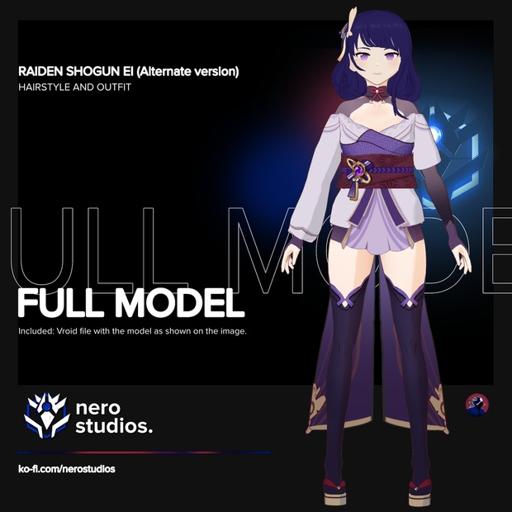 RAIDEN SHOGUN EI (Alternate version)
HAIRSTYLE AND OUTFIT
ULL MODE
FULL MODEL
Included: Vroid file with the model as shown on the image.
nero
studios.
ko-fi.com/nerostudios